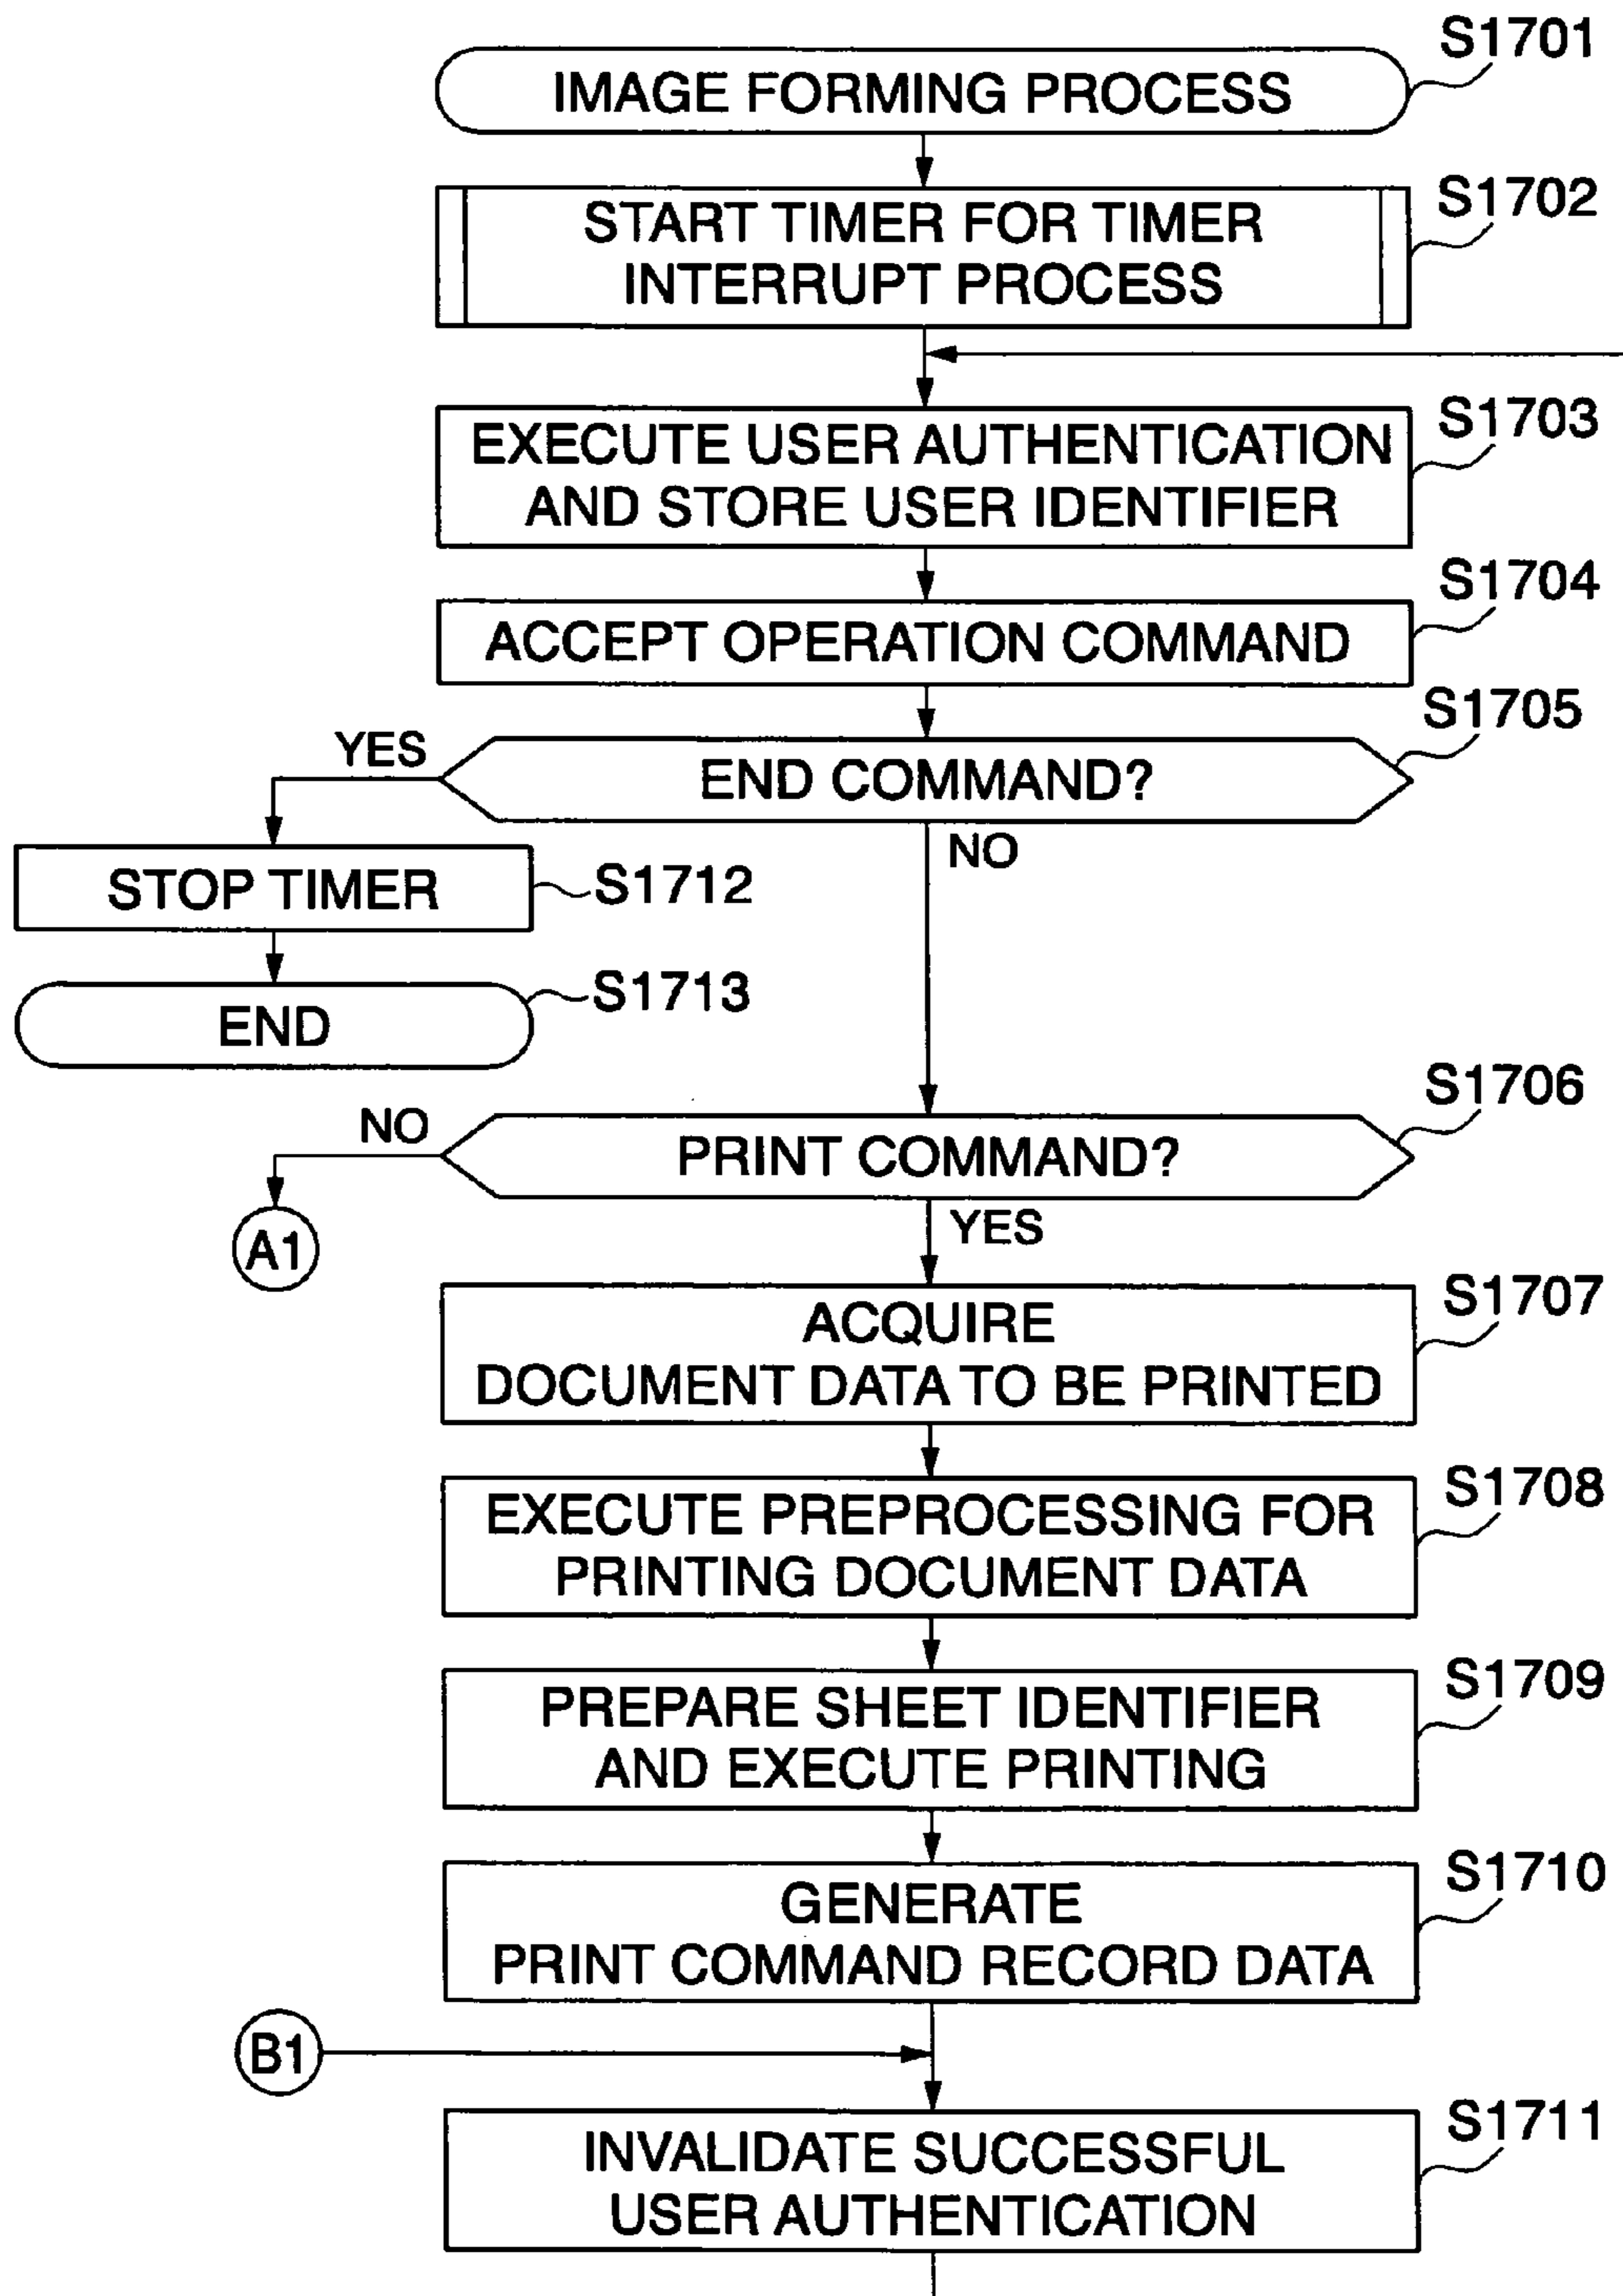 S1701
IMAGE FORMING PROCESS
S1702
START TIMER FOR TIMER
INTERRUPT PROCESS
S1703
EXECUTE USER AUTHENTICATION
AND STORE USER IDENTIFIER
S1704
ACCEPT OPERATION COMMAND
S1705
YES
END COMMAND?
NO
STOP TIMER
S1712
END
S1713
S1706
NO
PRINT COMMAND?
YES
A1
S1707
ACQUIRE
DOCUMENT DATA TO BE PRINTED
S1708
EXECUTE PREPROCESSING FOR
PRINTING DOCUMENT DATA
S1709
PREPARE SHEET IDENTIFIER
AND EXECUTE PRINTING
S1710
GENERATE
PRINT COMMAND RECORD DATA
B1
S1711
INVALIDATE SUCCESSFUL
USER AUTHENTICATION